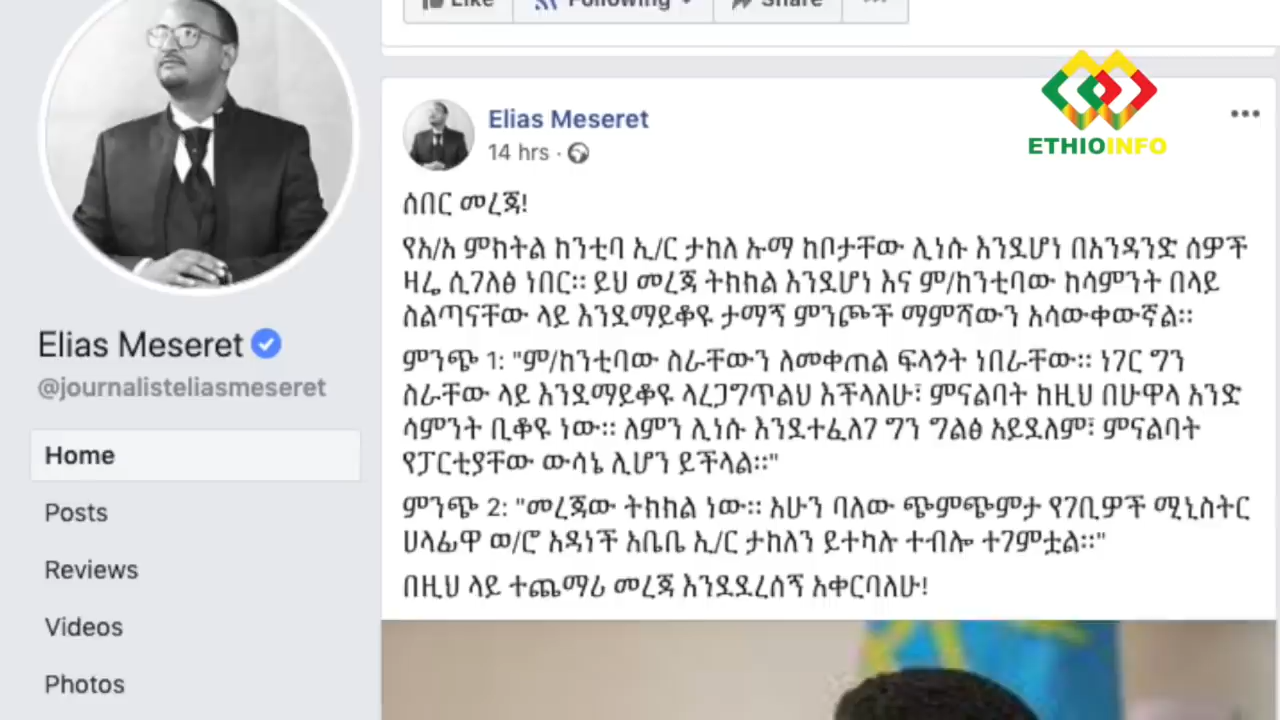 Like Following Share
Elias Meseret
14 hrs
ETHIOINFO
ሰበር መረጃ!
የአ/አ ምክትል ከንቲባ ኢ/ር ታከለ ኡማ ከቦታቸው ሊነሱ እንደሆነ በአንዳንድ ሰዎች
ዛሬ ሲገለፅ ነበር። ይህ መረጃ ትክክል እንደሆነ እና ም/ከንቲባው ከሳምንት በላይ
ስልጣናቸው ላይ እንደማይቆዩ ታማኝ ምንጮች ማምሻውን አሳውቀውኛል።
ምንጭ 1: "ም/ከንቲባው ስራቸውን ለመቀጠል ፍላጎት ነበራቸው። ነገር ግን
ስራቸው ላይ እንደማይቆዩ ላረጋግጥልህ እችላለሁ፣ ምናልባት ከዚህ በሁዋላ አንድ
ሳምንት ቢቆዩ ነው። ለምን ሊነሱ እንደተፈለገ ግን ግልፅ አይደለም፣ ምናልባት
የፓርቲያቸው ውሳኔ ሊሆን ይችላል።"
ምንጭ 2: "መረጃው ትክክል ነው። አሁን ባለው ጭምጭምታ የገቢዎች ሚኒስትር
ሀላፊዋ ወ/ሮ አዳነች አቤቤ ኢ/ር ታከለን ይተካሉ ተብሎ ተገምቷል።"
በዚህ ላይ ተጨማሪ መረጃ እንደደረሰኝ አቀርባለሁ!
Elias Meseret
@journalisteliasmeseret
Home
Posts
Reviews
Videos
Photos